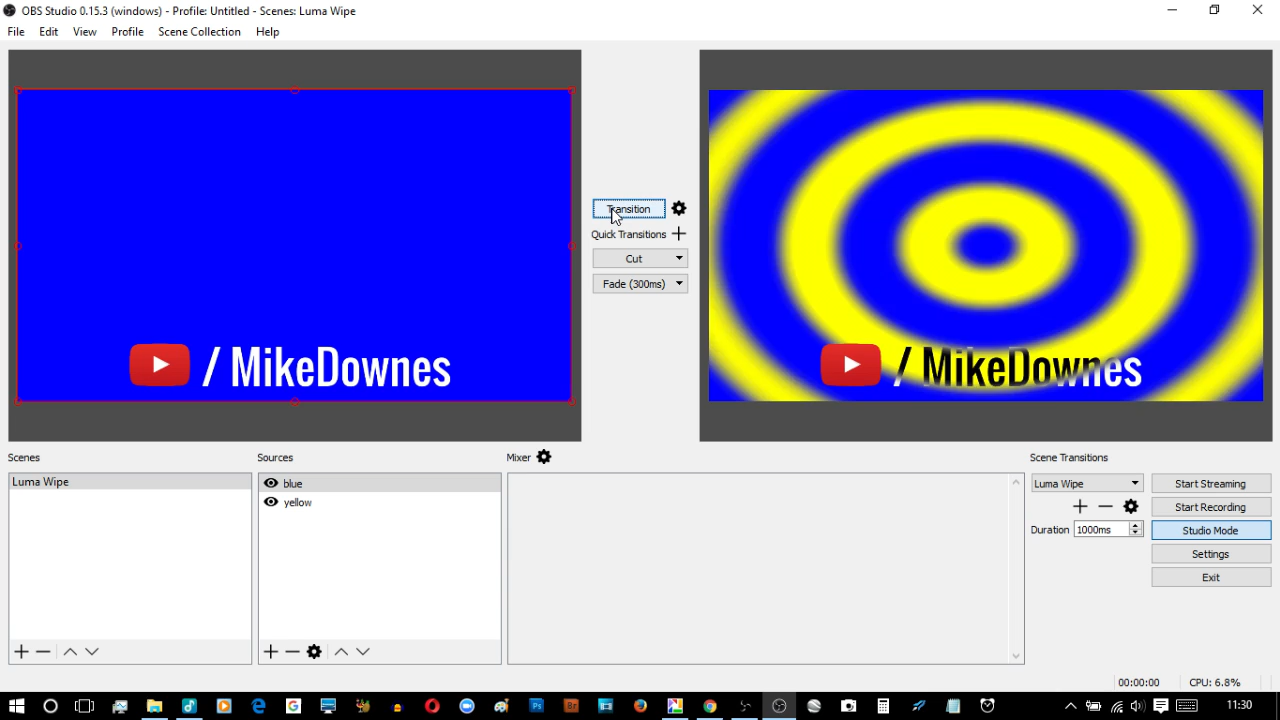 OBS Studio 0.15.3 (windows) - Profile: Untitled - Scenes: Luma Wipe
File Edit View Profile Scene Collection Help
Transition
Quick Transitions
Cut
Fade (300ms)
/ MikeDownes
/ MikeDownes
Scenes
Luma Wipe
Sources
blue
yellow
Mixer
Scene Transitions
Luma Wipe
Duration 1000ms
Start Streaming
Start Recording
Studio Mode
Settings
Exit
00:00:00 CPU: 6.8%
11:30